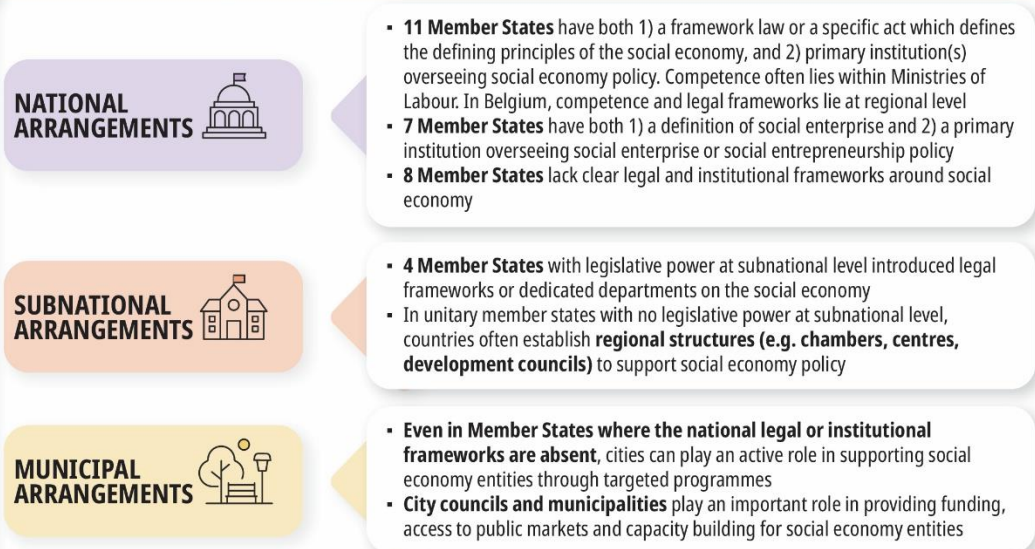 NATIONAL
ARRANGEMENTS
▪ 11 Member States have both 1) a framework law or a specific act which defines
the defining principles of the social economy, and 2) primary institution(s)
overseeing social economy policy. Competence often lies within Ministries of
Labour. In Belgium, competence and legal frameworks lie at regional level
▪ 7 Member States have both 1) a definition of social enterprise and 2) a primary
institution overseeing social enterprise or social entrepreneurship policy
▪ 8 Member States lack clear legal and institutional frameworks around social
economy
SUBNATIONAL
ARRANGEMENTS
▪ 4 Member States with legislative power at subnational level introduced legal
frameworks or dedicated departments on the social economy
▪ In unitary member states with no legislative power at subnational level,
countries often establish regional structures (e.g. chambers, centres,
development councils) to support social economy policy
MUNICIPAL
ARRANGEMENTS
▪ Even in Member States where the national legal or institutional
frameworks are absent, cities can play an active role in supporting social
economy entities through targeted programmes
▪ City councils and municipalities play an important role in providing funding,
access to public markets and capacity building for social economy entities